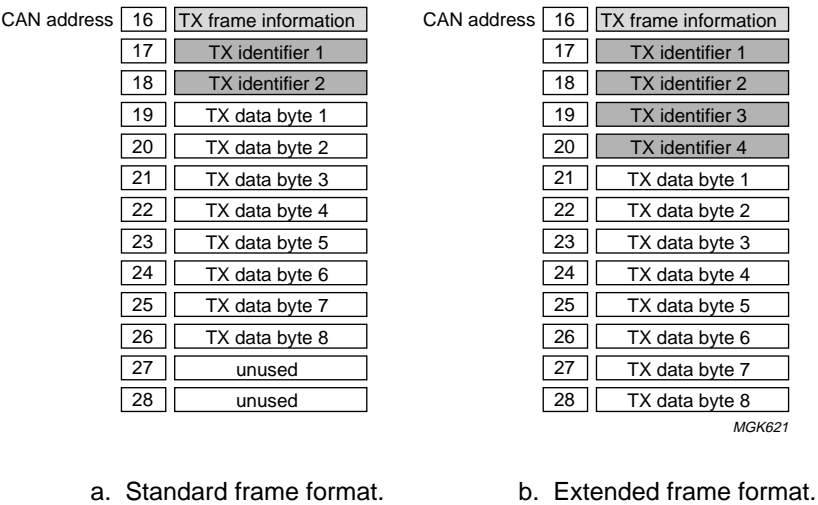 CAN address 16 TX frame information CAN address 16 TX frame information
17 TX identifier 1 17 TX identifier 1
18 TX identifier 2 18 TX identifier 2
19 TX data byte 1 19 TX identifier 3
20 TX data byte 2 20 TX identifier 4
21 TX data byte 3 21 TX data byte 1
22 TX data byte 4 22 TX data byte 2
23 TX data byte 5 23 TX data byte 3
24 TX data byte 6 24 TX data byte 4
25 TX data byte 7 25 TX data byte 5
26 TX data byte 8 26 TX data byte 6
27 unused 27 TX data byte 7
28 unused 28 TX data byte 8
MGK621
a. Standard frame format. b. Extended frame format.